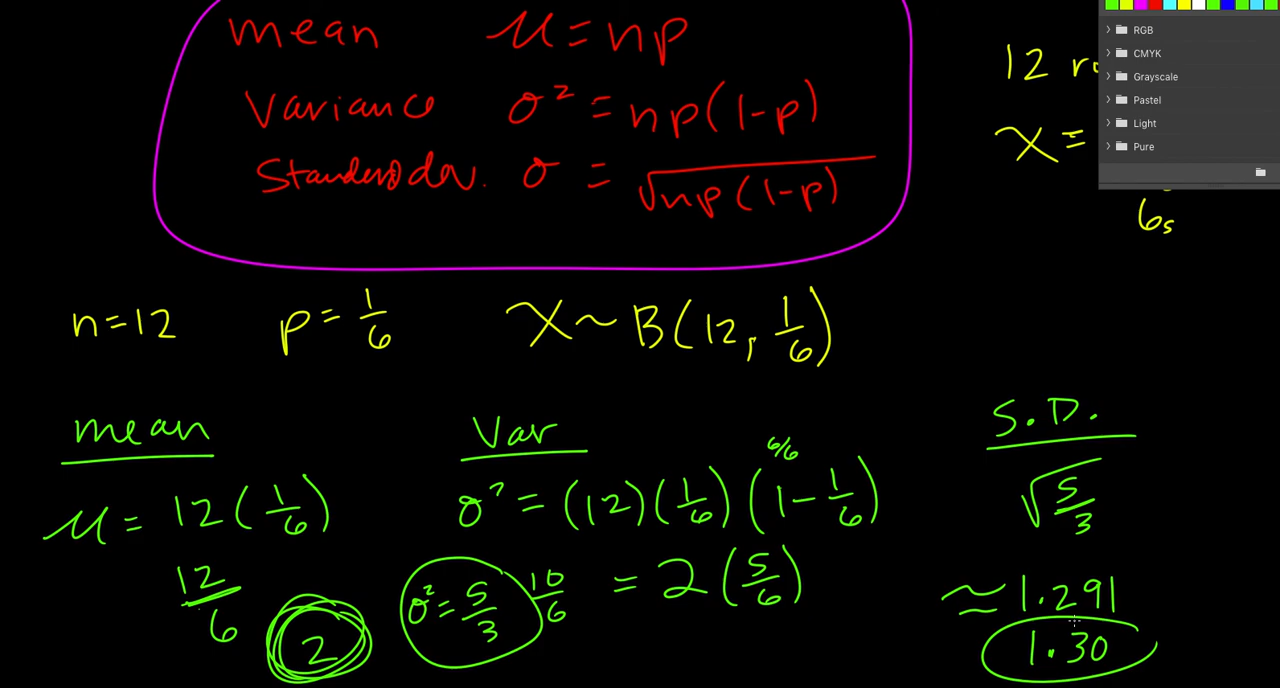 mean μ = np
Variance σ² = np(1-p)
Standard dev. σ = √np(1-p)
12
X =
6s
RGB
CMYK
Grayscale
Pastel
Light
Pure
n=12 p=1/6 X~B(12, 1/6)
mean
μ = 12(1/6)
12/6
2
Var
6/6
σ² = (12)(1/6)(1-1/6)
= 2(5/6)
10/6
σ² = 5/3
S.D.
√5/3
≈ 1.291
1.30